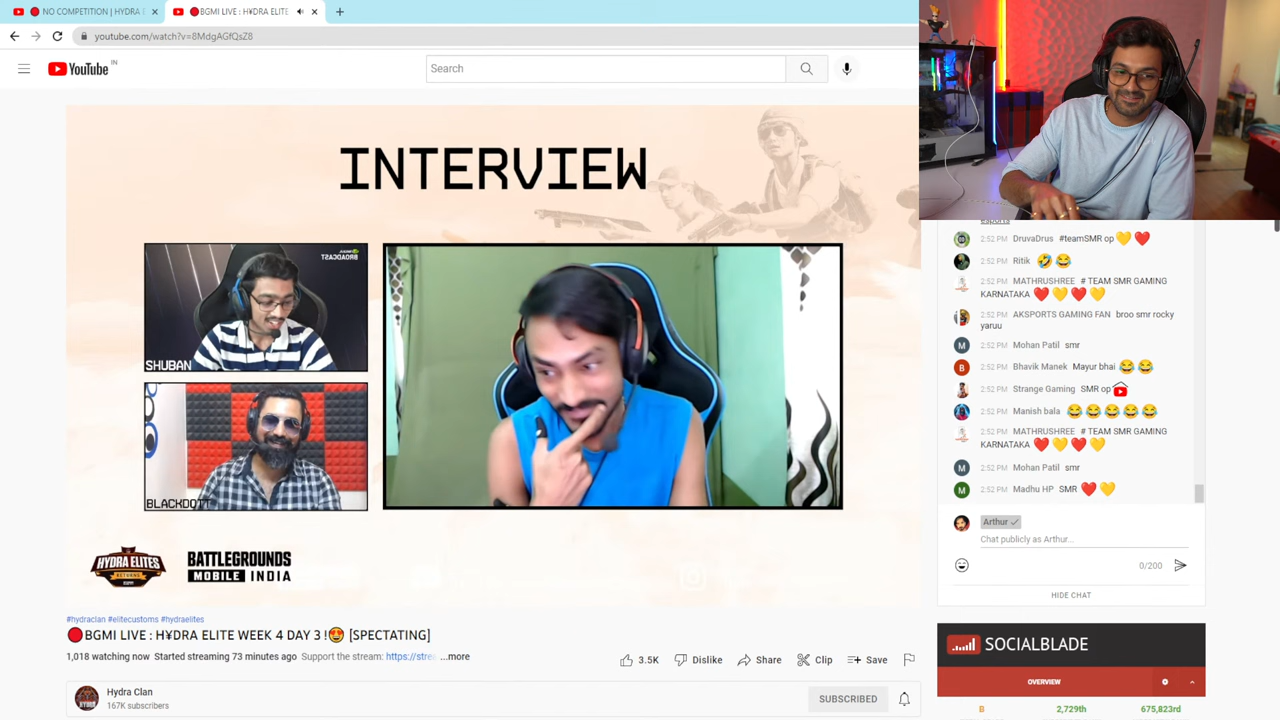 NO COMPETITION | HYDRA E
BGMI LIVE : H¥DRA ELITE
youtube.com/watch?v=8MdgAGfQsZ8
YouTube IN
Search
INTERVIEW
BROADCAST
SHUBAN
BLACKDOTT
HYDRA ELITES
RETURNS
BATTLEGROUNDS
MOBILE INDIA
#hydraclan #elitecustoms #hydraelites
🔴BGMI LIVE : H¥DRA ELITE WEEK 4 DAY 3 !😍 [SPECTATING]
1,018 watching now Started streaming 73 minutes ago Support the stream: https://stre ...more
3.5K Dislike Share Clip Save
Hydra Clan
167K subscribers
SUBSCRIBED
esports
2:52 PM DruvaDrus #teamSMR op 💛 ❤️
2:52 PM Ritik 🤣 😂
2:52 PM MATHRUSHREE # TEAM SMR GAMING
KARNATAKA ❤️ 💛 ❤️ 💛
2:52 PM AKSPORTS GAMING FAN broo smr rocky
yaruu
M 2:52 PM Mohan Patil smr
B 2:52 PM Bhavik Manek Mayur bhai 😂 😂
2:52 PM Strange Gaming SMR op
2:52 PM Manish bala 😂 😂 😂 😂 😂
2:52 PM MATHRUSHREE # TEAM SMR GAMING
KARNATAKA ❤️ 💛 ❤️ 💛
M 2:52 PM Mohan Patil smr
M 2:52 PM Madhu HP SMR ❤️ 💛
Arthur ✓
Chat publicly as Arthur...
0/200
HIDE CHAT
SOCIALBLADE
OVERVIEW
B 2,729th 675,823rd